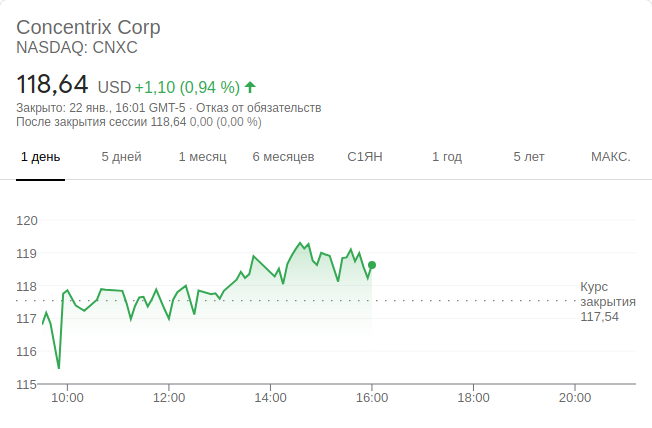 Concentrix Corp
NASDAQ: CNXC
118,64 USD +1,10 (0,94 %)
Закрыто: 22 янв., 16:01 GMT-5 · Отказ от обязательств
После закрытия сессии 118,64 0,00 (0,00 %)
1 день 5 дней 1 месяц 6 месяцев С1ЯН 1 год 5 лет МАКС.
120
119
118
117
116
115
Курс
закрытия
117,54
10:00 12:00 14:00 16:00 18:00 20:00